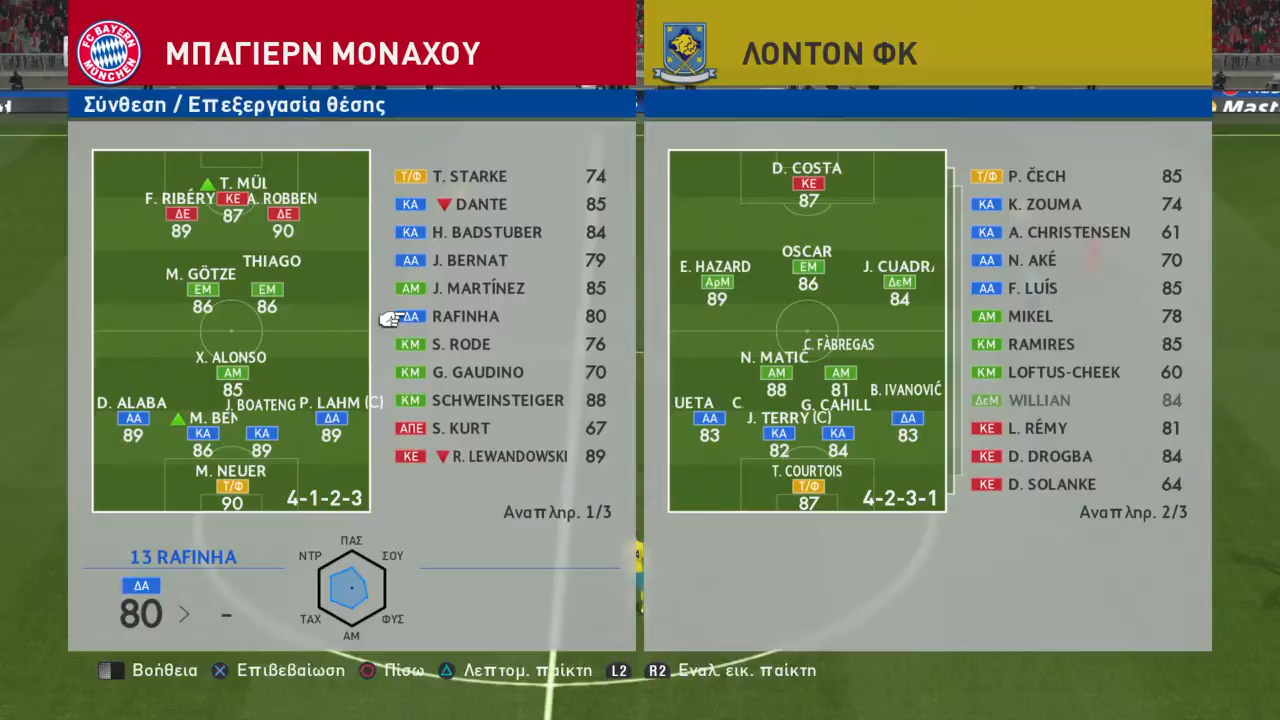 FC BAYERN MÜNCHEN
ΜΠΑΓΙΕΡΝ ΜΟΝΑΧΟΥ
ΛΟΝΤΟΝ ΦΚ
Σύνθεση / Επεξεργασία θέσης
T. MÜL
F. RIBÉRY ΚΕ A. ROBBEN
ΔΕ 87 ΔΕ
89 90
THIAGO
M. GÖTZE
ΕΜ ΕΜ
86 86
X. ALONSO
ΑΜ
85
D. ALABA J. BOATENG P. LAHM (C)
ΑΑ M. BEN ΔΑ
89 ΚΑ ΚΑ 89
86 89
M. NEUER
Τ/Φ
90 4-1-2-3
Τ/Φ T. STARKE 74
ΚΑ DANTE 85
ΚΑ H. BADSTUBER 84
ΑΑ J. BERNAT 79
ΑΜ J. MARTÍNEZ 85
ΔΑ RAFINHA 80
ΚΜ S. RODE 76
ΚΜ G. GAUDINO 70
ΚΜ SCHWEINSTEIGER 88
ΑΠΕ S. KURT 67
ΚΕ R. LEWANDOWSKI 89
Αναπληρ. 1/3
D. COSTA
ΚΕ
87
OSCAR
E. HAZARD ΕΜ J. CUADRA
ΑρΜ 86 ΔεΜ
89 84
C. FÀBREGAS
N. MATIĆ
ΑΜ ΑΜ
88 81
B. IVANOVIĆ
UETA C G. CAHILL
ΑΑ J. TERRY (C) ΔΑ
83 ΚΑ ΚΑ 83
82 84
T. COURTOIS
Τ/Φ
87 4-2-3-1
Τ/Φ P. ČECH 85
ΚΑ K. ZOUMA 74
ΚΑ A. CHRISTENSEN 61
ΑΑ N. AKÉ 70
ΑΑ F. LUÍS 85
ΑΜ MIKEL 78
ΚΜ RAMIRES 85
ΚΜ LOFTUS-CHEEK 60
ΔεΜ WILLIAN 84
ΚΕ L. RÉMY 81
ΚΕ D. DROGBA 84
ΚΕ D. SOLANKE 64
Αναπληρ. 2/3
13 RAFINHA
ΔΑ
80 > -
ΠΑΣ
ΝΤΡ ΣΟΥ
ΤΑΧ ΦΥΣ
ΑΜ
Βοήθεια Επιβεβαίωση Πίσω Λεπτομ. παίκτη L2 R2 Εναλ. εικ. παίκτη